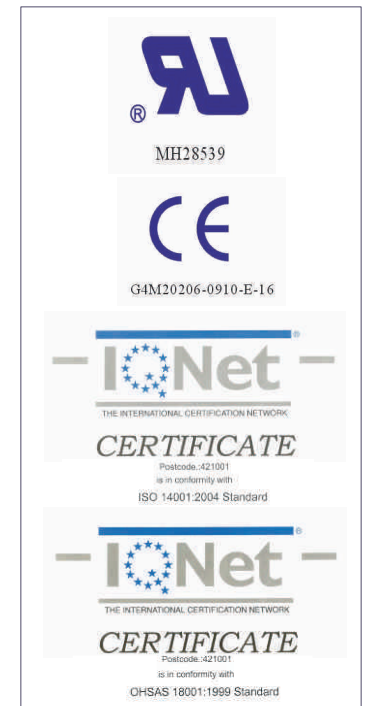 ®
MH28539
CE
G4M20206-0910-E-16
®
IQNet
THE INTERNATIONAL CERTIFICATION NETWORK
CERTIFICATE
Postcode.:421001
is in conformity with
ISO 14001:2004 Standard
®
IQNet
THE INTERNATIONAL CERTIFICATION NETWORK
CERTIFICATE
Postcode.:421001
is in conformity with
OHSAS 18001:1999 Standard